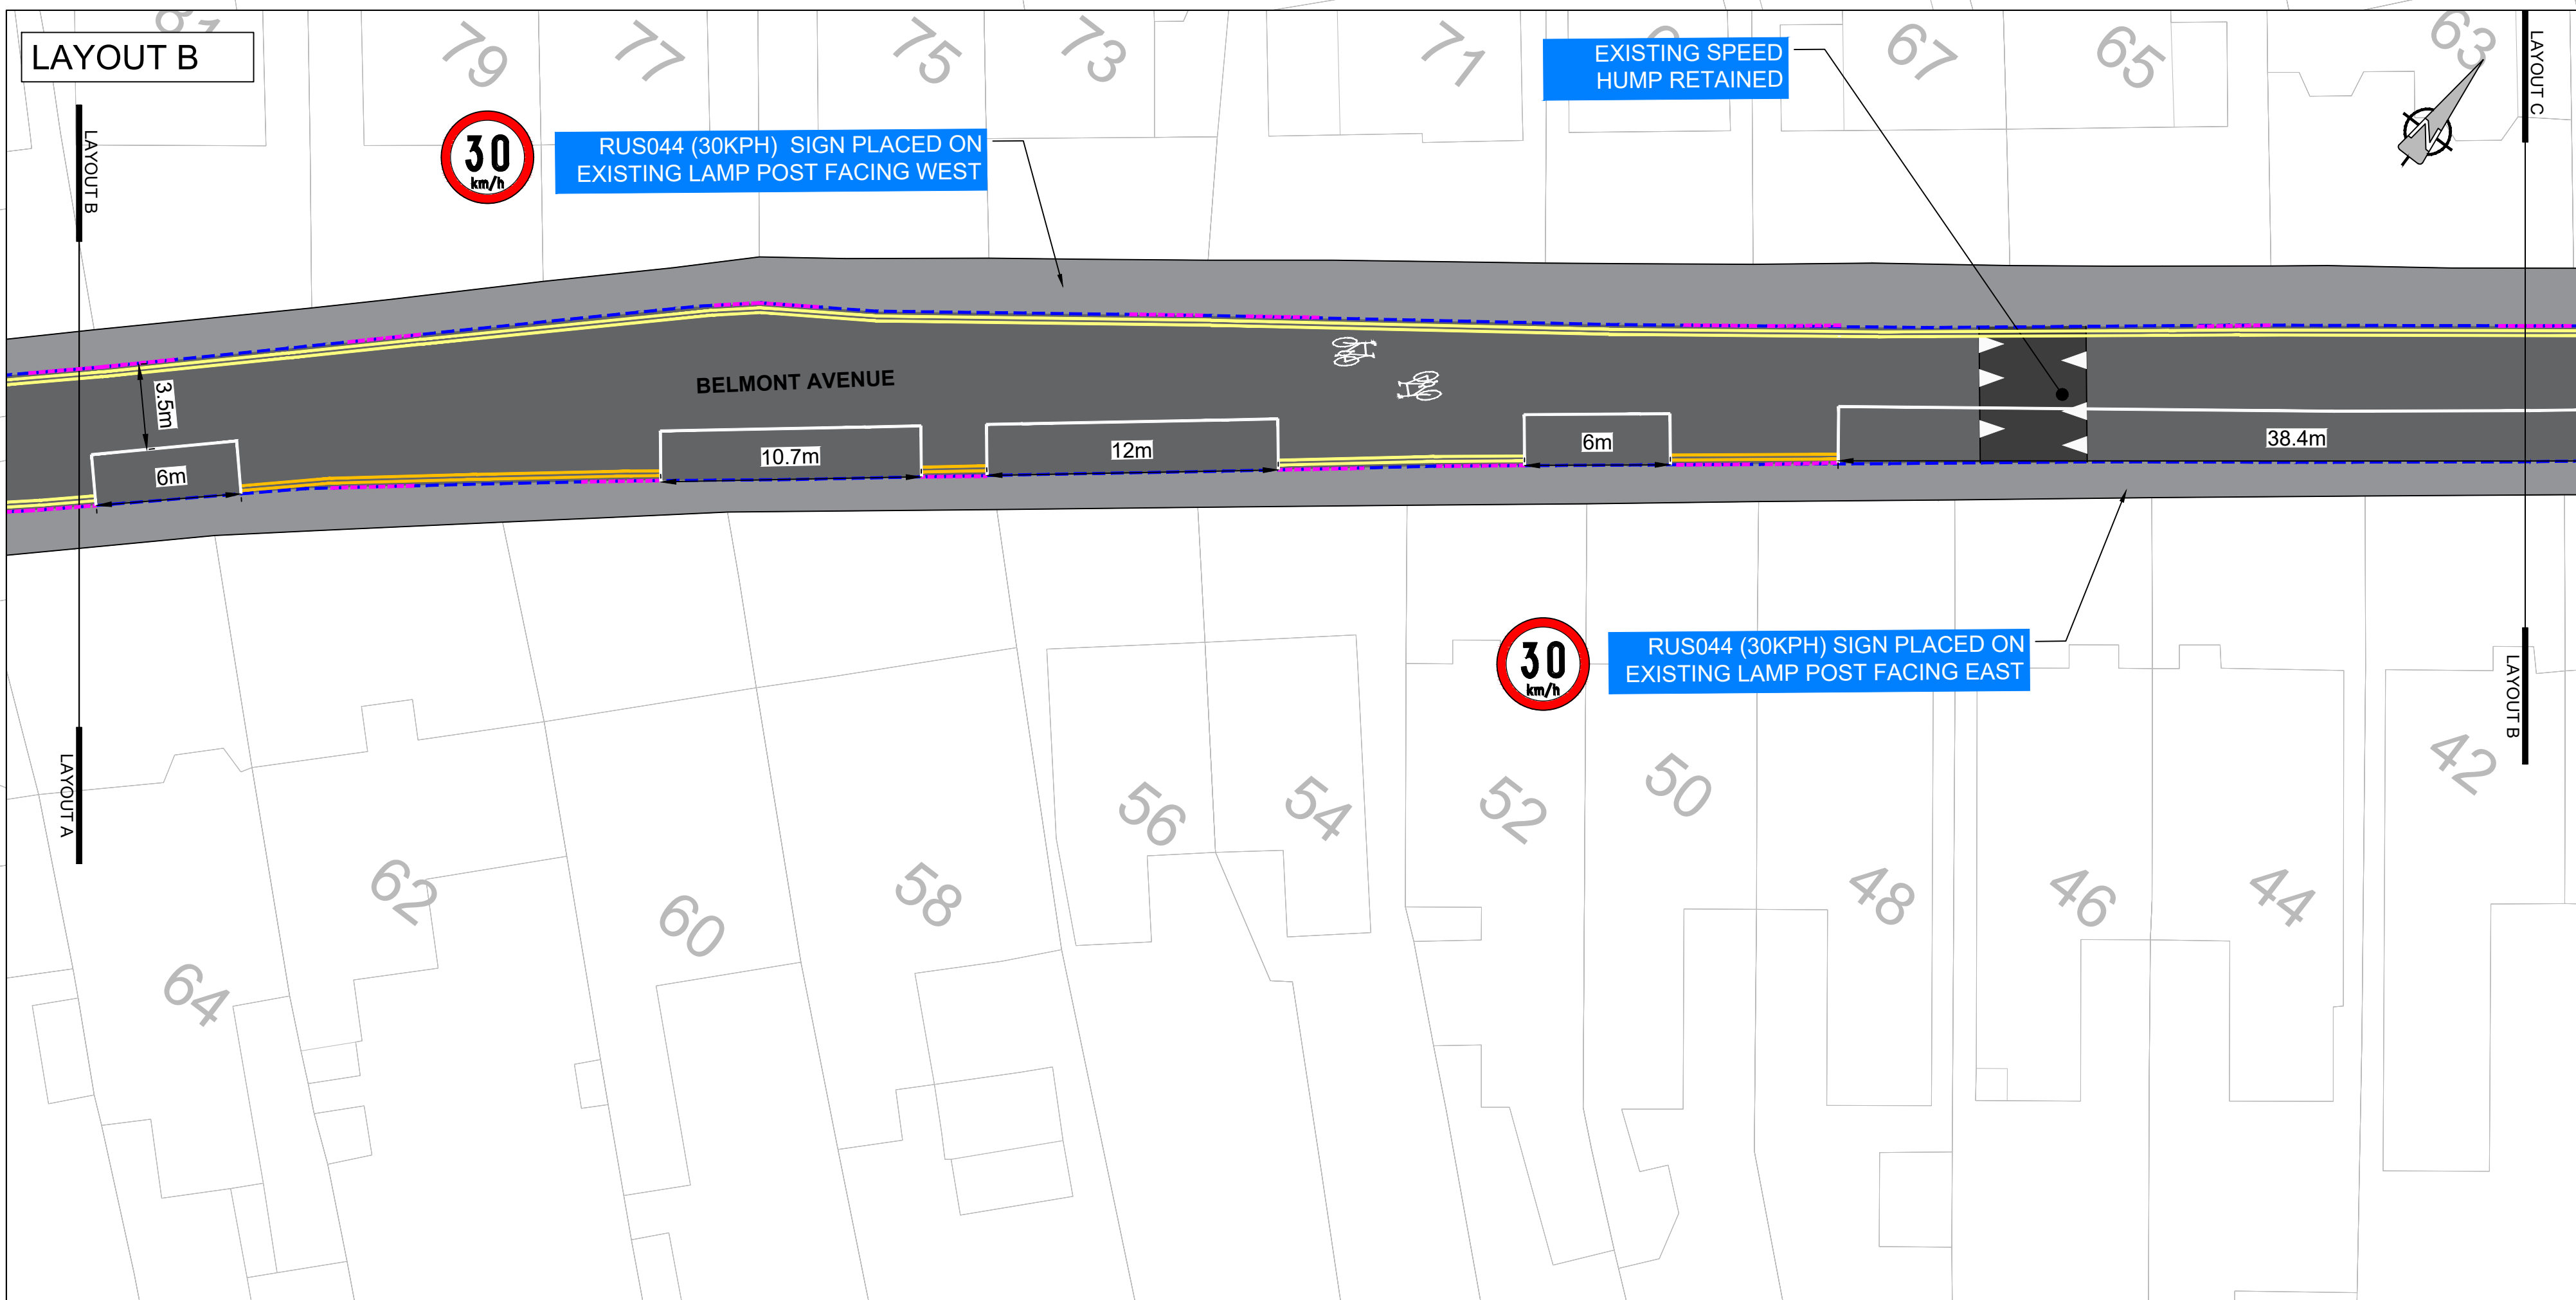 LAYOUT B
81
79
77
75
73
71
67
65
63
EXISTING SPEED
HUMP RETAINED
LAYOUT B
LAYOUT C
30
km/h
RUS044 (30KPH)  SIGN PLACED ON
EXISTING LAMP POST FACING WEST
N
3.5m
BELMONT AVENUE
6m
10.7m
12m
6m
38.4m
30
km/h
RUS044 (30KPH) SIGN PLACED ON
EXISTING LAMP POST FACING EAST
LAYOUT A
LAYOUT B
64
62
60
58
56
54
52
50
48
46
44
42